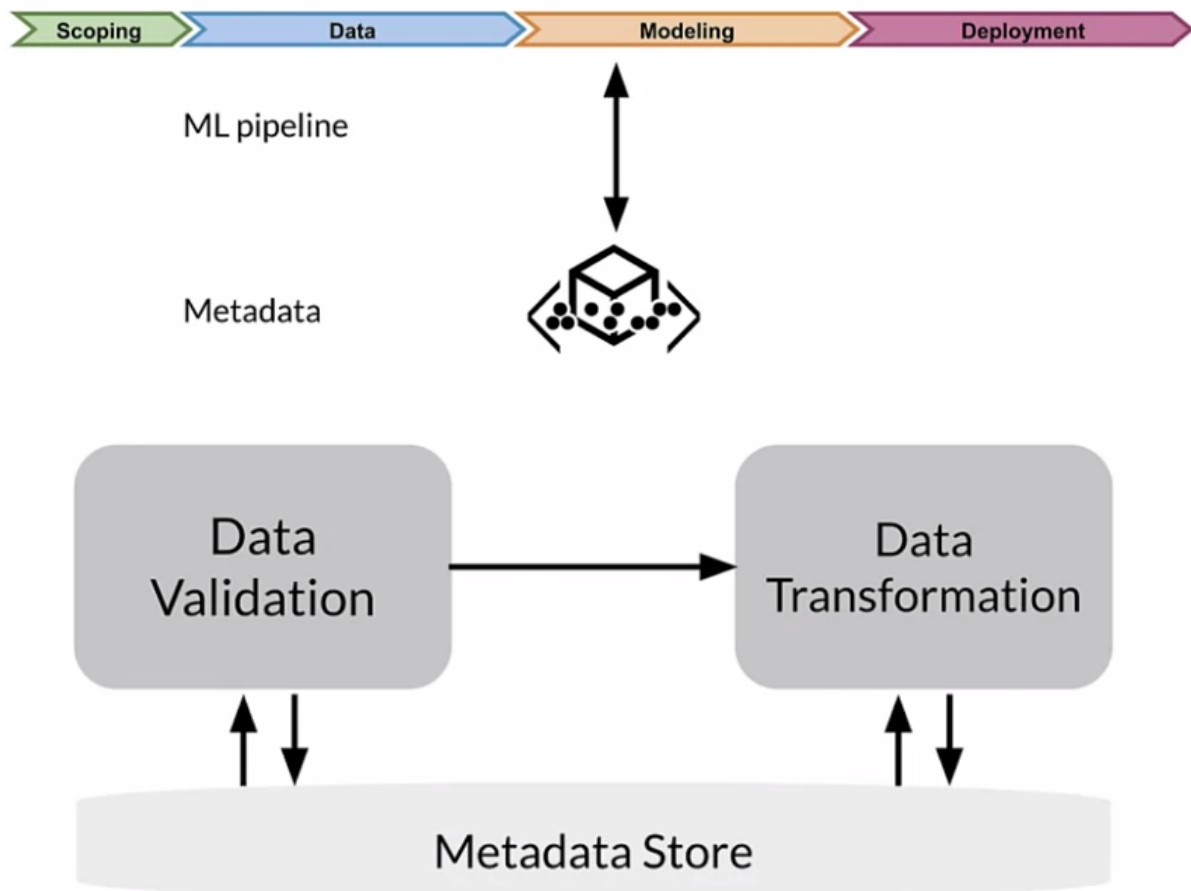 Scoping
Data
Modeling
Deployment
ML pipeline
Metadata
Data
Validation
Data
Transformation
Metadata Store